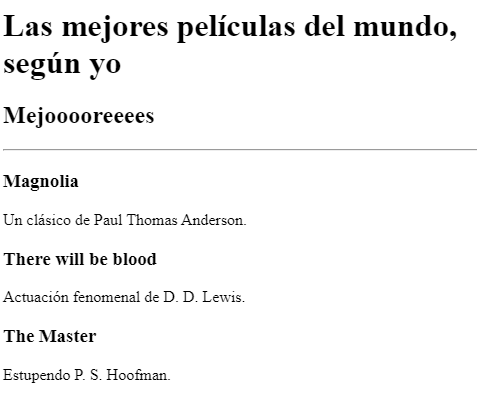 Las mejores películas del mundo,
según yo
Mejooooreeees
Magnolia
Un clásico de Paul Thomas Anderson.
There will be blood
Actuación fenomenal de D. D. Lewis.
The Master
Estupendo P. S. Hoofman.